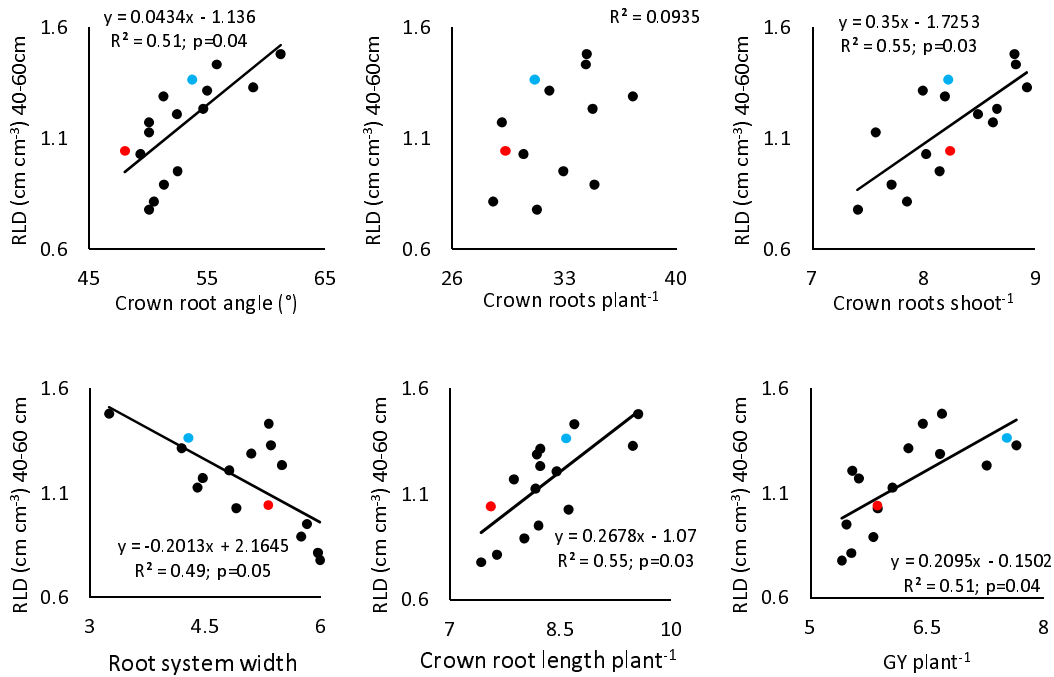 y = 0.0434x - 1.136
R² = 0.51; p=0.04
RLD (cm cm⁻³) 40-60cm
1.6
1.1
0.6
45 55 65
Crown root angle (°)
R² = 0.0935
RLD (cm cm⁻³) 40-60cm
1.6
1.1
0.6
26 33 40
Crown roots plant⁻¹
y = 0.35x - 1.7253
R² = 0.55; p=0.03
RLD (cm cm⁻³) 40-60cm
1.6
1.1
0.6
7 8 9
Crown roots shoot⁻¹
RLD (cm cm⁻³) 40-60 cm
1.6
1.1
0.6
y = -0.2013x + 2.1645
R² = 0.49; p=0.05
3 4.5 6
Root system width
RLD (cm cm⁻³) 40-60 cm
1.6
1.1
0.6
y = 0.2678x - 1.07
R² = 0.55; p=0.03
7 8.5 10
Crown root length plant⁻¹
RLD (cm cm⁻³) 40-60 cm
1.6
1.1
0.6
y = 0.2095x - 0.1502
R² = 0.51; p=0.04
5 6.5 8
GY plant⁻¹